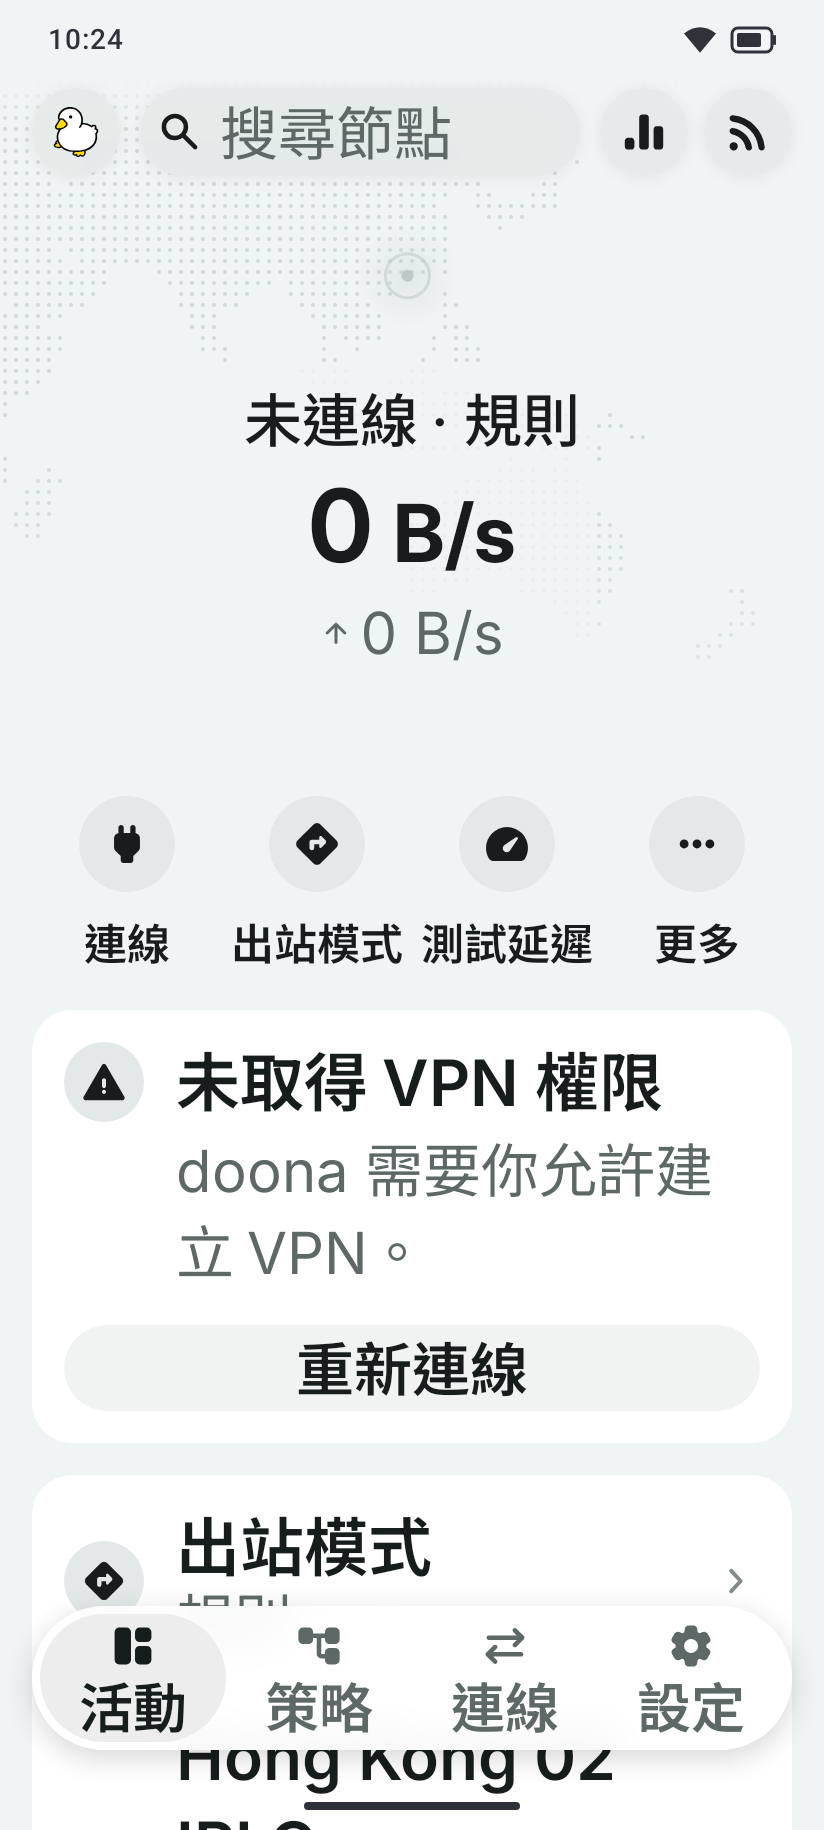 10:24
搜尋節點
未連線 · 規則
0 B/s
↑ 0 B/s
連線
出站模式
測試延遲
更多
未取得 VPN 權限
doona 需要你允許建
立 VPN。
重新連線
出站模式
規則
活動
策略
連線
設定
Hong Kong 02